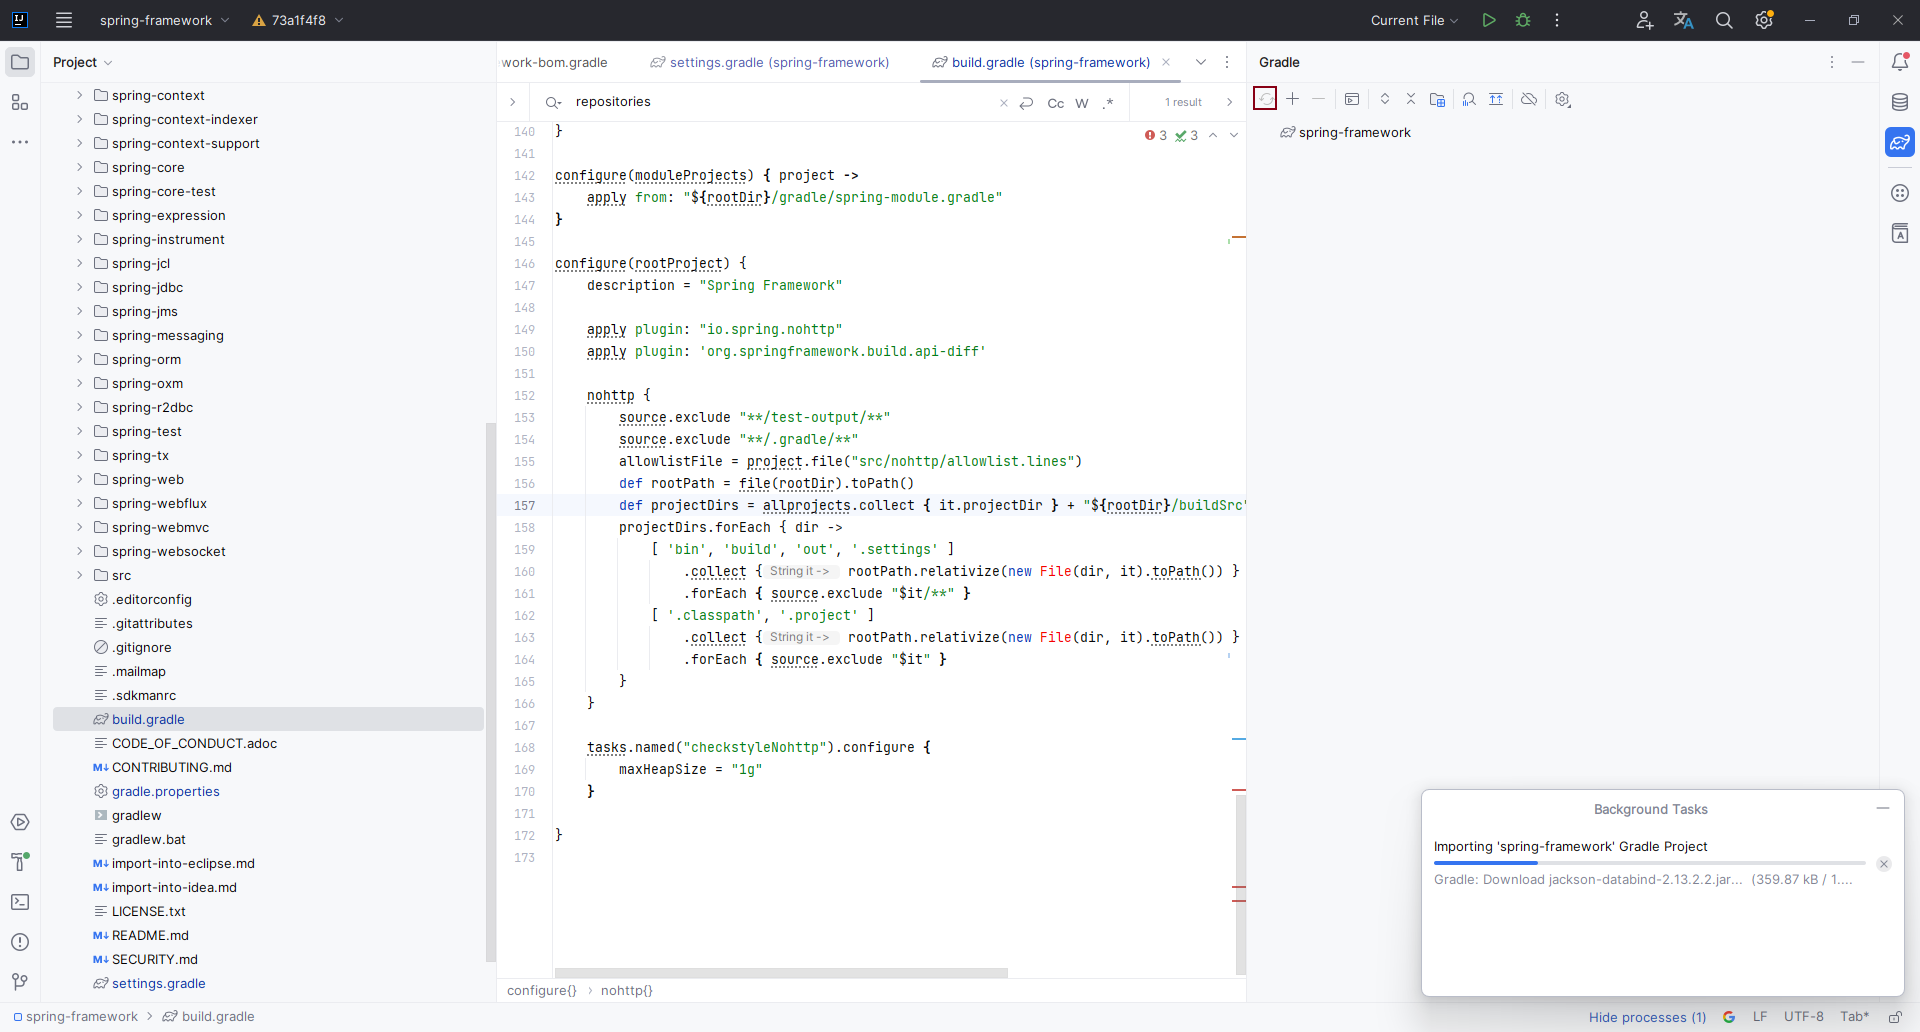 spring-framework
73a1f4f8
Current File
Project
spring-context
spring-context-indexer
spring-context-support
spring-core
spring-core-test
spring-expression
spring-instrument
spring-jcl
spring-jdbc
spring-jms
spring-messaging
spring-orm
spring-oxm
spring-r2dbc
spring-test
spring-tx
spring-web
spring-webflux
spring-webmvc
spring-websocket
src
.editorconfig
.gitattributes
.gitignore
.mailmap
.sdkmanrc
build.gradle
CODE_OF_CONDUCT.adoc
M↓ CONTRIBUTING.md
gradle.properties
gradlew
gradlew.bat
M↓ import-into-eclipse.md
M↓ import-into-idea.md
LICENSE.txt
M↓ README.md
M↓ SECURITY.md
settings.gradle
work-bom.gradle
settings.gradle (spring-framework)
build.gradle (spring-framework)
repositories
Cc W .*
1 result
3 3
140 }
141
142 configure(moduleProjects) { project ->
143 apply from: "${rootDir}/gradle/spring-module.gradle"
144 }
145
146 configure(rootProject) {
147 description = "Spring Framework"
148
149 apply plugin: "io.spring.nohttp"
150 apply plugin: 'org.springframework.build.api-diff'
151
152 nohttp {
153 source.exclude "**/test-output/**"
154 source.exclude "**/.gradle/**"
155 allowlistFile = project.file("src/nohttp/allowlist.lines")
156 def rootPath = file(rootDir).toPath()
157 def projectDirs = allprojects.collect { it.projectDir } + "${rootDir}/buildSrc"
158 projectDirs.forEach { dir ->
159 [ 'bin', 'build', 'out', '.settings' ]
160 .collect { String it -> rootPath.relativize(new File(dir, it).toPath()) }
161 .forEach { source.exclude "$it/**" }
162 [ '.classpath', '.project' ]
163 .collect { String it -> rootPath.relativize(new File(dir, it).toPath()) }
164 .forEach { source.exclude "$it" }
165 }
166 }
167
168 tasks.named("checkstyleNohttp").configure {
169 maxHeapSize = "1g"
170 }
171
172 }
173
configure{} › nohttp{}
Gradle
spring-framework
Background Tasks
Importing 'spring-framework' Gradle Project
Gradle: Download jackson-databind-2.13.2.2.jar... (359.87 kB / 1....
spring-framework > build.gradle
Hide processes (1)
LF
UTF-8
Tab*